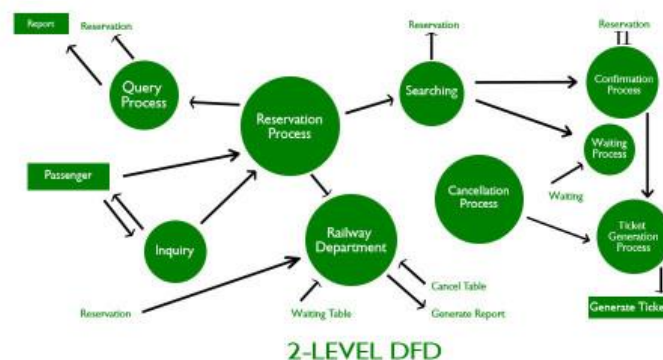 Report
Reservation
Reservation
Reservation
Query
Process
Searching
Confirmation
Process
Reservation
Process
Waiting
Process
Passenger
Cancellation
Process
Waiting
Inquiry
Railway
Department
Ticket
Generation
Process
Cancel Table
Reservation
Waiting Table
Generate Report
Generate Ticket
2-LEVEL DFD